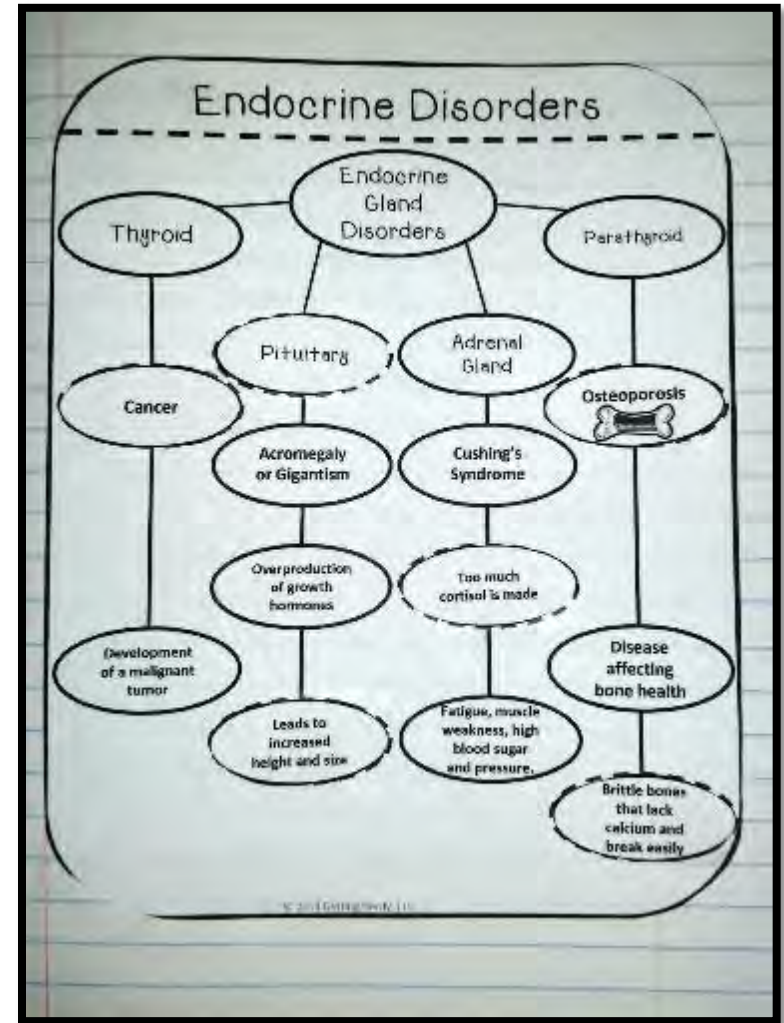 Endocrine Disorders
Endocrine
Gland
Disorders
Thyroid
Parathyroid
Pituitary
Adrenal
Gland
Cancer
Osteoporosis
Acromegaly
or Gigantism
Cushing's
Syndrome
Overproduction
of growth
hormones
Too much
cortisol is made
Development
of a malignant
tumor
Disease
affecting
bone health
Leads to
increased
height and size
Fatigue, muscle
weakness, high
blood sugar
and pressure.
Brittle bones
that lack
calcium and
break easily